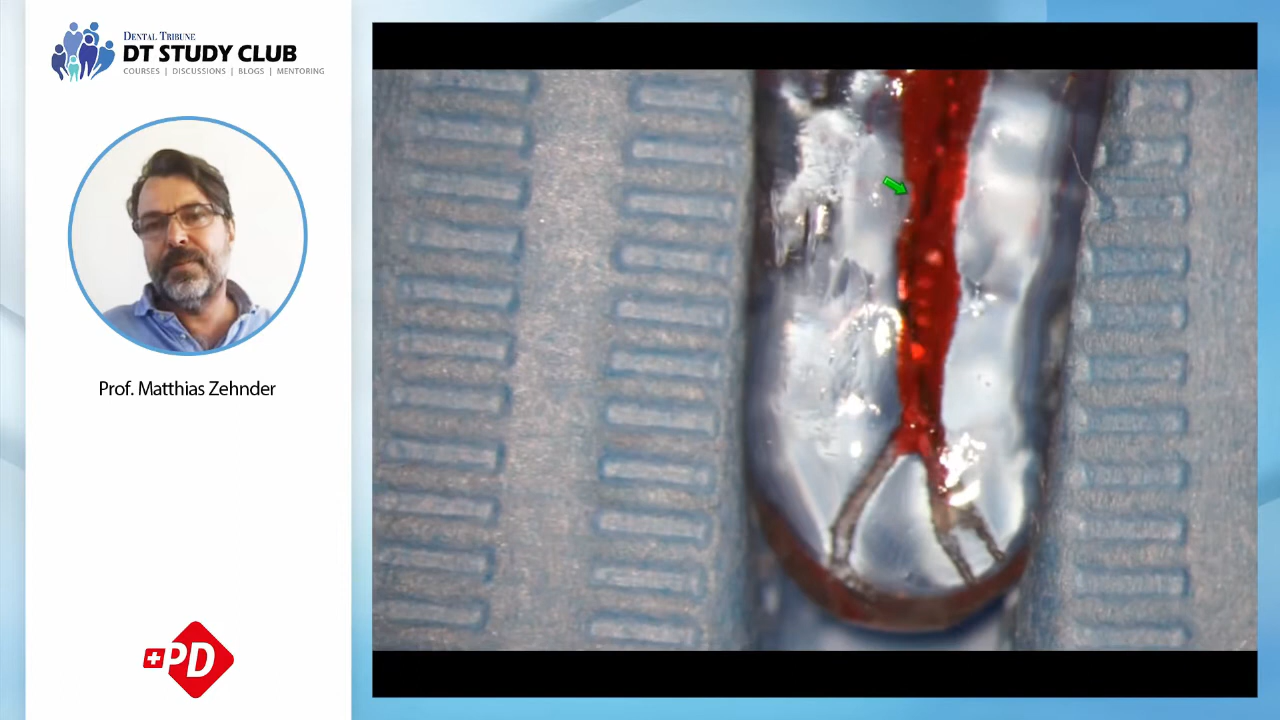 DENTAL TRIBUNE
DT STUDY CLUB
COURSES | DISCUSSIONS | BLOGS | MENTORING
Prof. Matthias Zehnder
PD